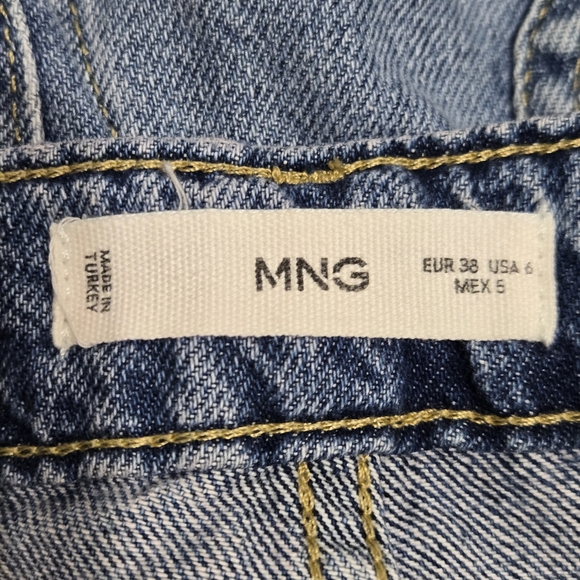 MADE IN
TURKEY
MNG
EUR 38 USA 6
MEX 5